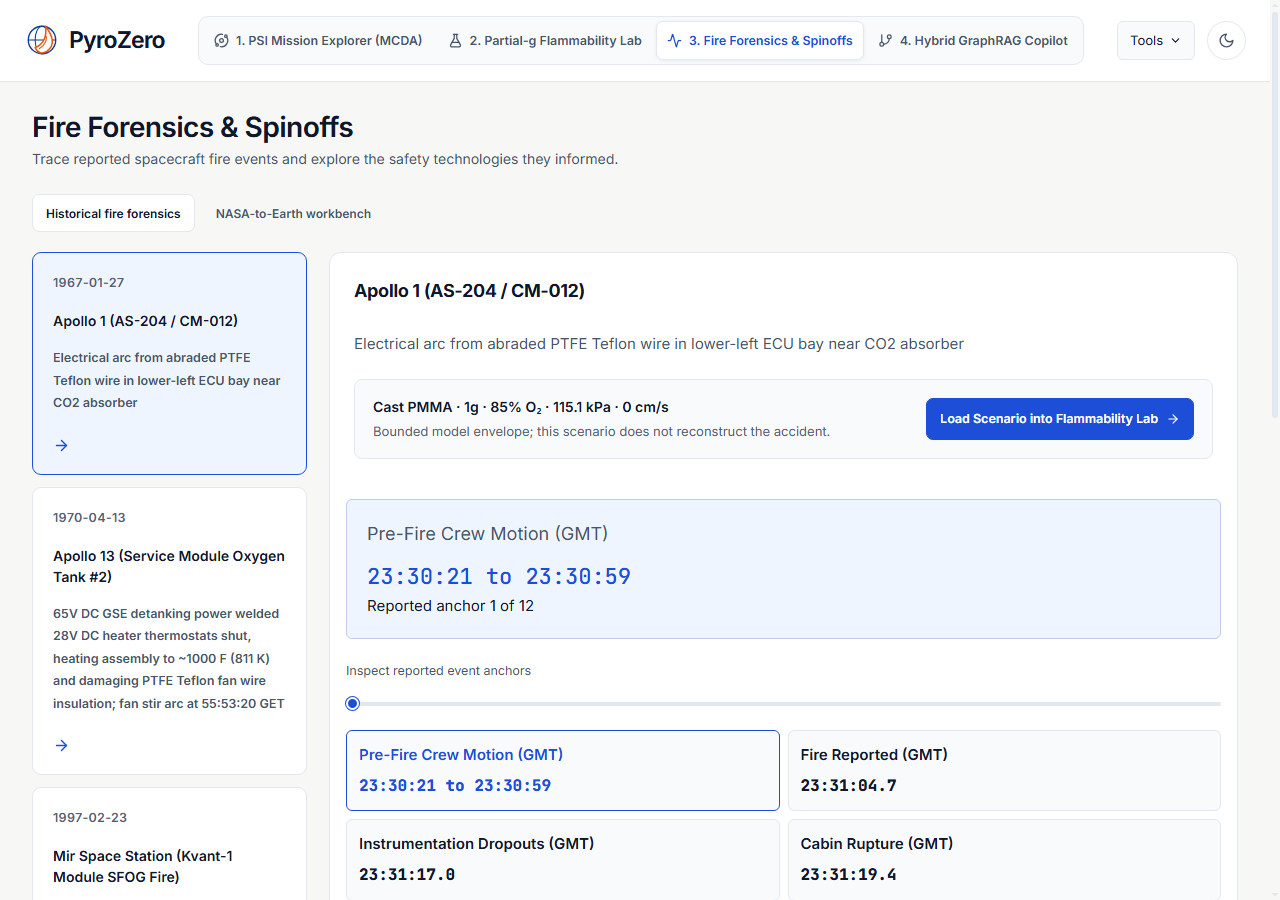 PyroZero
1. PSI Mission Explorer (MCDA)
2. Partial-g Flammability Lab
3. Fire Forensics & Spinoffs
4. Hybrid GraphRAG Copilot
Tools
Fire Forensics & Spinoffs
Trace reported spacecraft fire events and explore the safety technologies they informed.
Historical fire forensics
NASA-to-Earth workbench
1967-01-27
Apollo 1 (AS-204 / CM-012)
Electrical arc from abraded PTFE
Teflon wire in lower-left ECU bay near
CO2 absorber
1970-04-13
Apollo 13 (Service Module Oxygen
Tank #2)
65V DC GSE detanking power welded
28V DC heater thermostats shut,
heating assembly to ~1000 F (811 K)
and damaging PTFE Teflon fan wire
insulation; fan stir arc at 55:53:20 GET
1997-02-23
Mir Space Station (Kvant-1
Module SFOG Fire)
Apollo 1 (AS-204 / CM-012)
Electrical arc from abraded PTFE Teflon wire in lower-left ECU bay near CO2 absorber
Cast PMMA · 1g · 85% O₂ · 115.1 kPa · 0 cm/s
Bounded model envelope; this scenario does not reconstruct the accident.
Load Scenario into Flammability Lab
Pre-Fire Crew Motion (GMT)
23:30:21 to 23:30:59
Reported anchor 1 of 12
Inspect reported event anchors
Pre-Fire Crew Motion (GMT)
23:30:21 to 23:30:59
Fire Reported (GMT)
23:31:04.7
Instrumentation Dropouts (GMT)
23:31:17.0
Cabin Rupture (GMT)
23:31:19.4